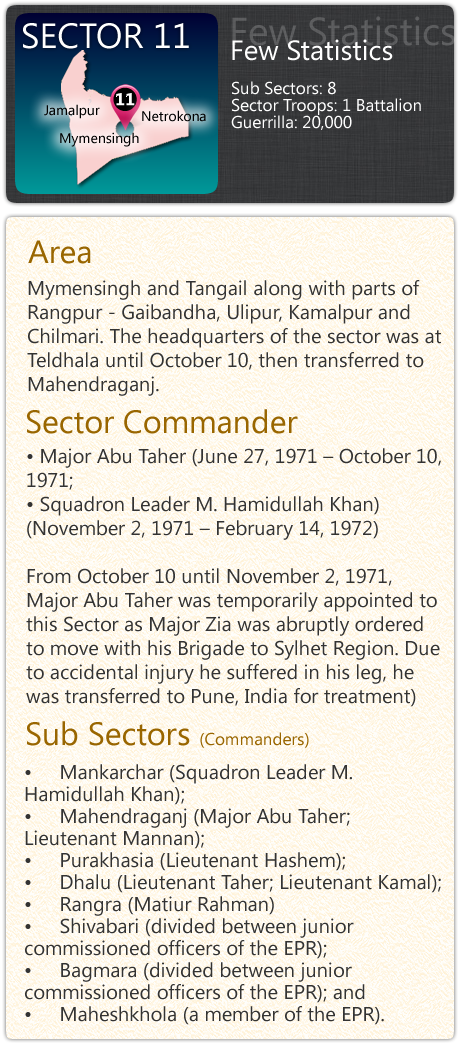 SECTOR 11
Jamalpur
11
Netrokona
Mymensingh
Few Statistics
Few Statistics
Sub Sectors: 8
Sector Troops: 1 Battalion
Guerrilla: 20,000
Area
Mymensingh and Tangail along with parts of
Rangpur - Gaibandha, Ulipur, Kamalpur and
Chilmari. The headquarters of the sector was at
Teldhala until October 10, then transferred to
Mahendraganj.
Sector Commander
• Major Abu Taher (June 27, 1971 – October 10,
1971;
• Squadron Leader M. Hamidullah Khan)
(November 2, 1971 – February 14, 1972)
From October 10 until November 2, 1971,
Major Abu Taher was temporarily appointed to
this Sector as Major Zia was abruptly ordered
to move with his Brigade to Sylhet Region. Due
to accidental injury he suffered in his leg, he
was transferred to Pune, India for treatment)
Sub Sectors (Commanders)
• Mankarchar (Squadron Leader M.
Hamidullah Khan);
• Mahendraganj (Major Abu Taher;
Lieutenant Mannan);
• Purakhasia (Lieutenant Hashem);
• Dhalu (Lieutenant Taher; Lieutenant Kamal);
• Rangra (Matiur Rahman)
• Shivabari (divided between junior
commissioned officers of the EPR);
• Bagmara (divided between junior
commissioned officers of the EPR); and
• Maheshkhola (a member of the EPR).